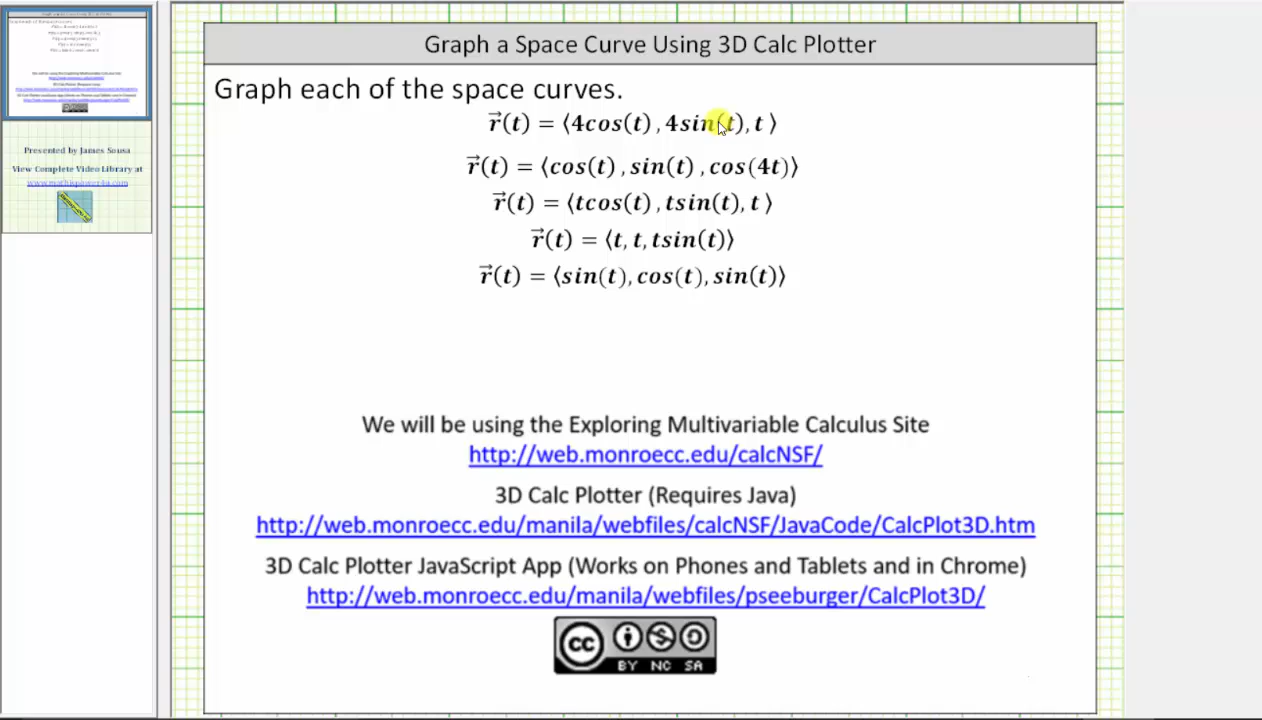 Graph a Space Curve Using 3D Calc Plotter
Graph each of the space curves.
r⃗(t) = ⟨4cos(t), 4sin(t), t⟩
r⃗(t) = ⟨cos(t), sin(t), cos(4t)⟩
r⃗(t) = ⟨tcos(t), tsin(t), t⟩
r⃗(t) = ⟨t, t, tsin(t)⟩
r⃗(t) = ⟨sin(t), cos(t), sin(t)⟩
We will be using the Exploring Multivariable Calculus Site
http://web.monroecc.edu/calcNSF/
3D Calc Plotter (Requires Java)
http://web.monroecc.edu/manila/webfiles/calcNSF/JavaCode/CalcPlot3D.htm
3D Calc Plotter JavaScript App (Works on Phones and Tablets and in Chrome)
http://web.monroecc.edu/manila/webfiles/pseeburger/CalcPlot3D/
cc
BY NC SA
Presented by James Sousa
View Complete Video Library at
www.mathispower4u.com